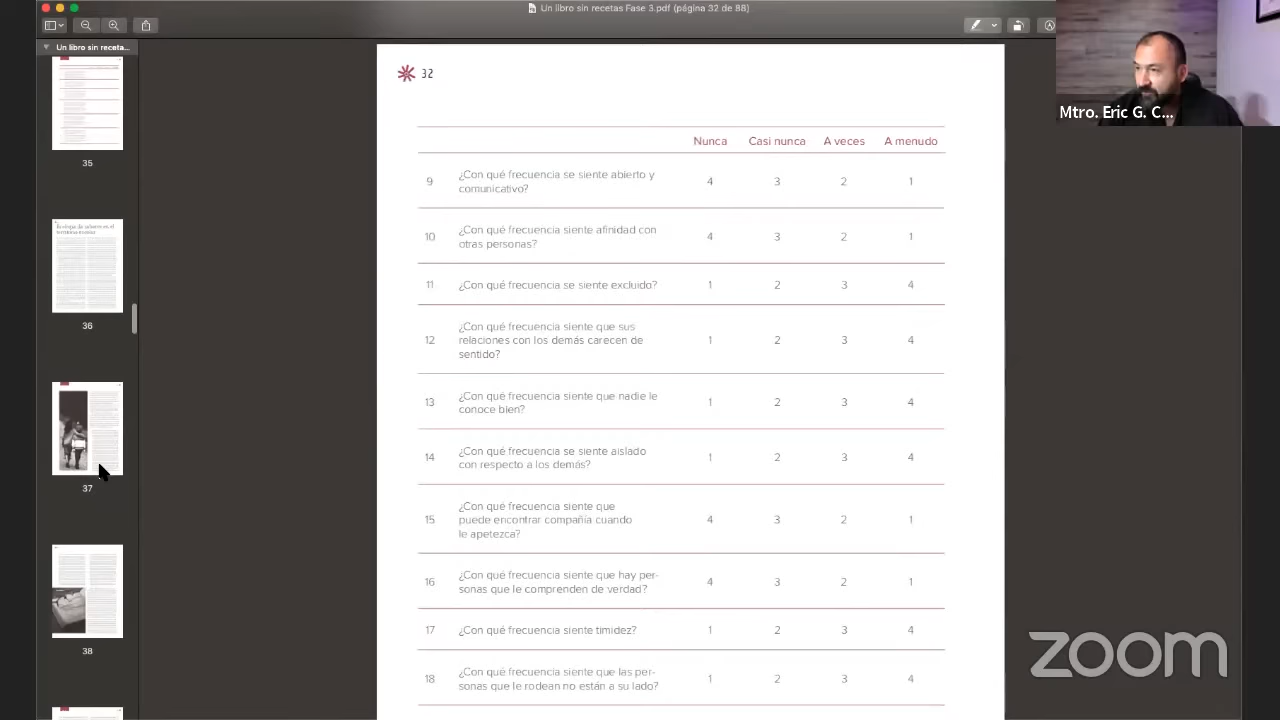 Un libro sin recetas Fase 3.pdf (página 32 de 88)
Un libro sin receta...
35
36
37
38
32
Nunca Casi nunca A veces A menudo
9 ¿Con qué frecuencia se siente abierto y
comunicativo? 4 3 2 1
10 ¿Con qué frecuencia siente afinidad con
otras personas? 4 3 2 1
11 ¿Con qué frecuencia se siente excluido? 1 2 3 4
12 ¿Con qué frecuencia siente que sus
relaciones con los demás carecen de
sentido? 1 2 3 4
13 ¿Con qué frecuencia siente que nadie le
conoce bien? 1 2 3 4
14 ¿Con qué frecuencia se siente aislado
con respecto a los demás? 1 2 3 4
15 ¿Con qué frecuencia siente que
puede encontrar compañía cuando
le apetezca? 4 3 2 1
16 ¿Con qué frecuencia siente que hay per-
sonas que le comprenden de verdad? 4 3 2 1
17 ¿Con qué frecuencia siente timidez? 1 2 3 4
18 ¿Con qué frecuencia siente que las per-
sonas que le rodean no están a su lado? 1 2 3 4
Mtro. Eric G. C...
zoom